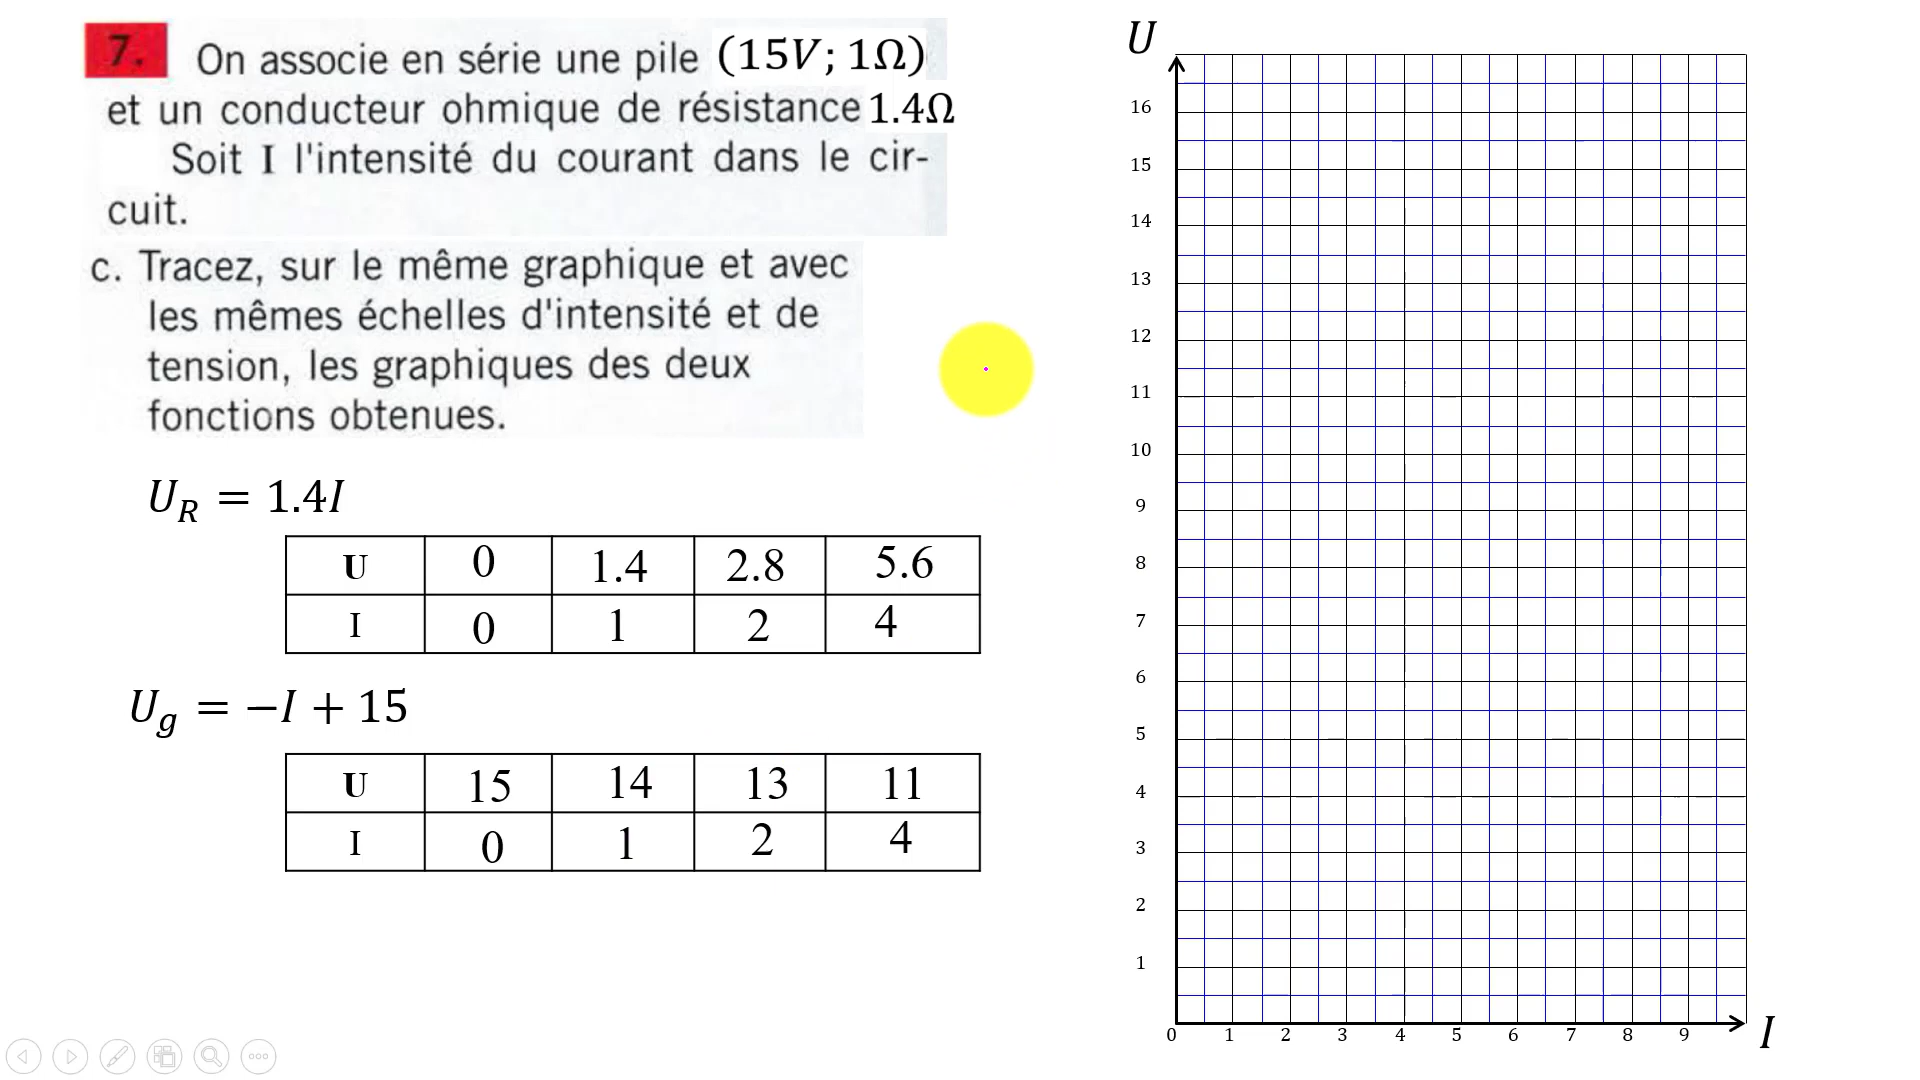 7. On associe en série une pile (15V; 1Ω)
et un conducteur ohmique de résistance 1.4Ω
Soit I l'intensité du courant dans le cir-
cuit.
c. Tracez, sur le même graphique et avec
les mêmes échelles d'intensité et de
tension, les graphiques des deux
fonctions obtenues.
U_R = 1.4I
U 0 1.4 2.8 5.6
I 0 1 2 4
U_g = −I + 15
U 15 14 13 11
I 0 1 2 4
U
16
15
14
13
12
11
10
9
8
7
6
5
4
3
2
1
0 1 2 3 4 5 6 7 8 9 I